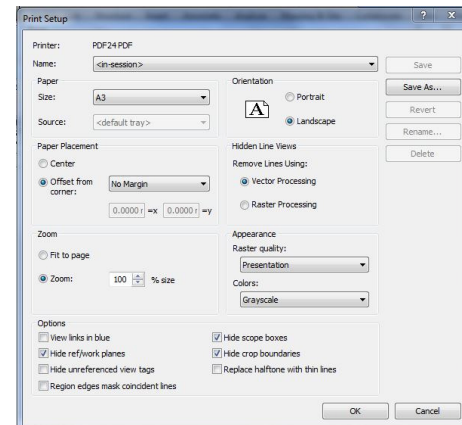 Print Setup
Printer: PDF24 PDF
Name: <in-session>
Save
Save As...
Revert
Rename...
Delete
Paper
Size: A3
Source: <default tray>
Orientation
A
Portrait
Landscape
Paper Placement
Center
Offset from corner: No Margin
0.0000 =x 0.0000 =y
Hidden Line Views
Remove Lines Using:
Vector Processing
Raster Processing
Zoom
Fit to page
Zoom: 100 % size
Appearance
Raster quality:
Presentation
Colors:
Grayscale
Options
View links in blue
Hide ref/work planes
Hide unreferenced view tags
Region edges mask coincident lines
Hide scope boxes
Hide crop boundaries
Replace halftone with thin lines
OK
Cancel